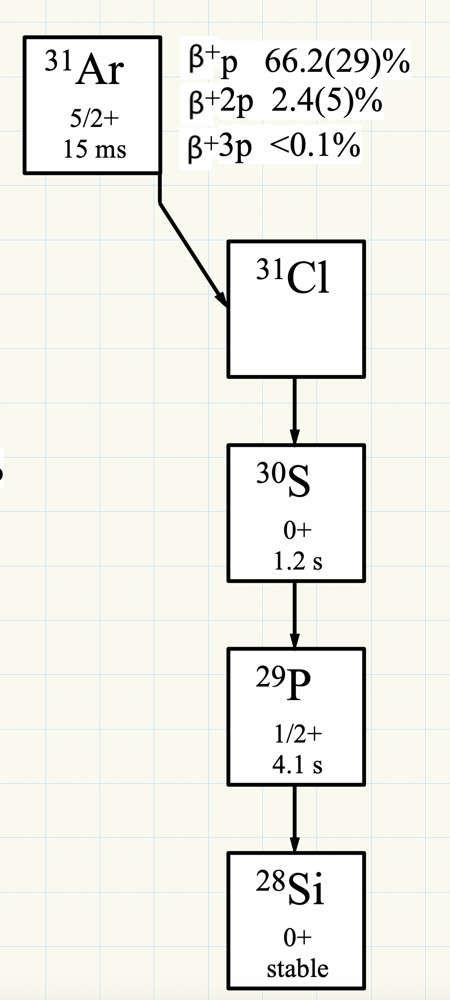 ³¹Ar
5/2+
15 ms
β⁺p 66.2(29)%
β⁺2p 2.4(5)%
β⁺3p <0.1%
³¹Cl
³⁰S
0+
1.2 s
²⁹P
1/2+
4.1 s
²⁸Si
0+
stable